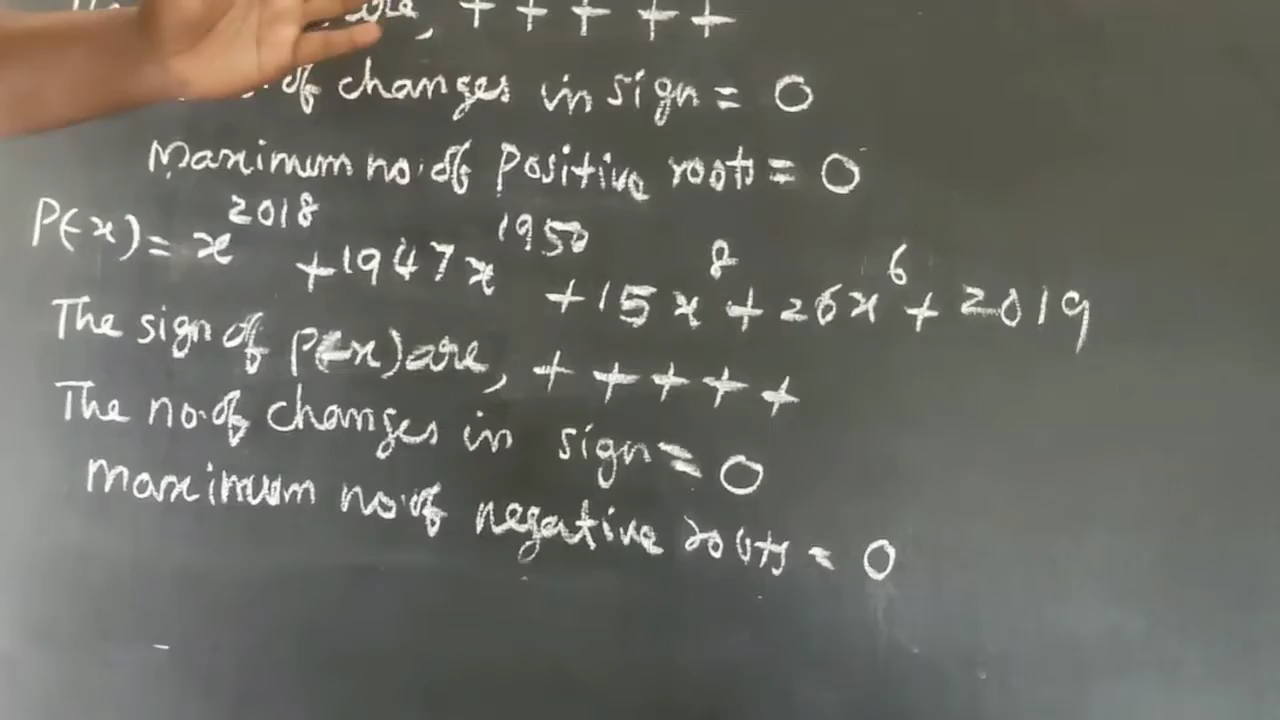 are, + + + + +
of changes in sign = 0
Maximum no. of Positive roots = 0
P(-x) = x^2018 + 1947x^1950 + 15x^8 + 26x^6 + 2019
The sign of P(-x) are, + + + + +
The no. of changes in sign = 0
Maximum no. of negative roots = 0